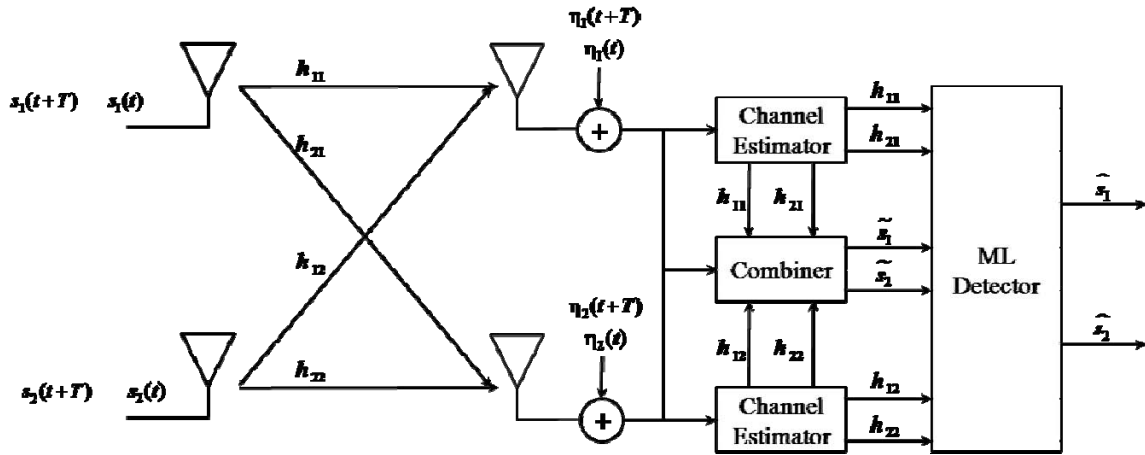 η₁(t+T)
η₁(t)
s₁(t+T) s₁(t)
h₁₁
h₂₁
h₁₂
h₂₂
s₂(t+T) s₂(t)
η₂(t+T)
η₂(t)
Channel
Estimator
h₁₁
h₂₁
h₁₁ h₂₁
Combiner
s̃₁
s̃₂
h₁₂ h₂₂
Channel
Estimator
h₁₂
h₂₂
ML
Detector
ŝ₁
ŝ₂